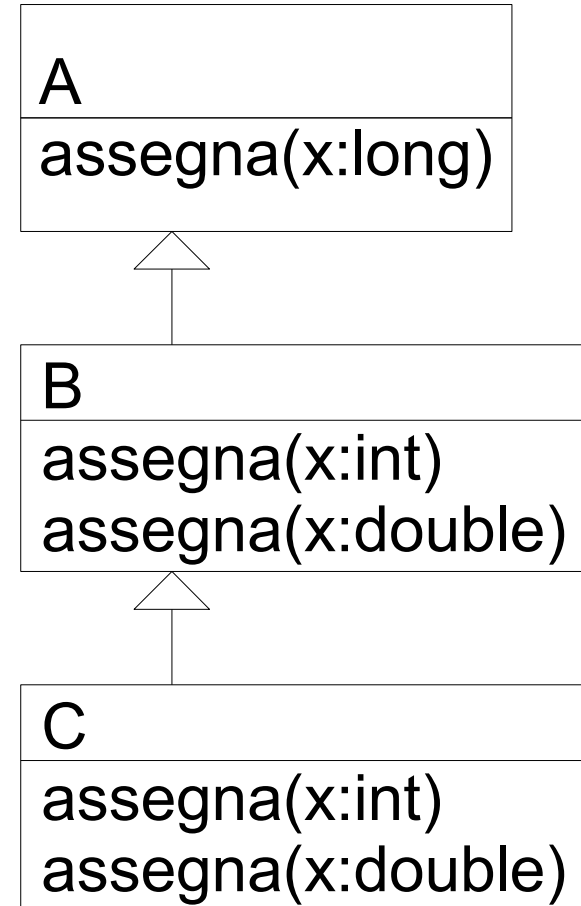 A
assegna(x:long)
B
assegna(x:int)
assegna(x:double)
C
assegna(x:int)
assegna(x:double)